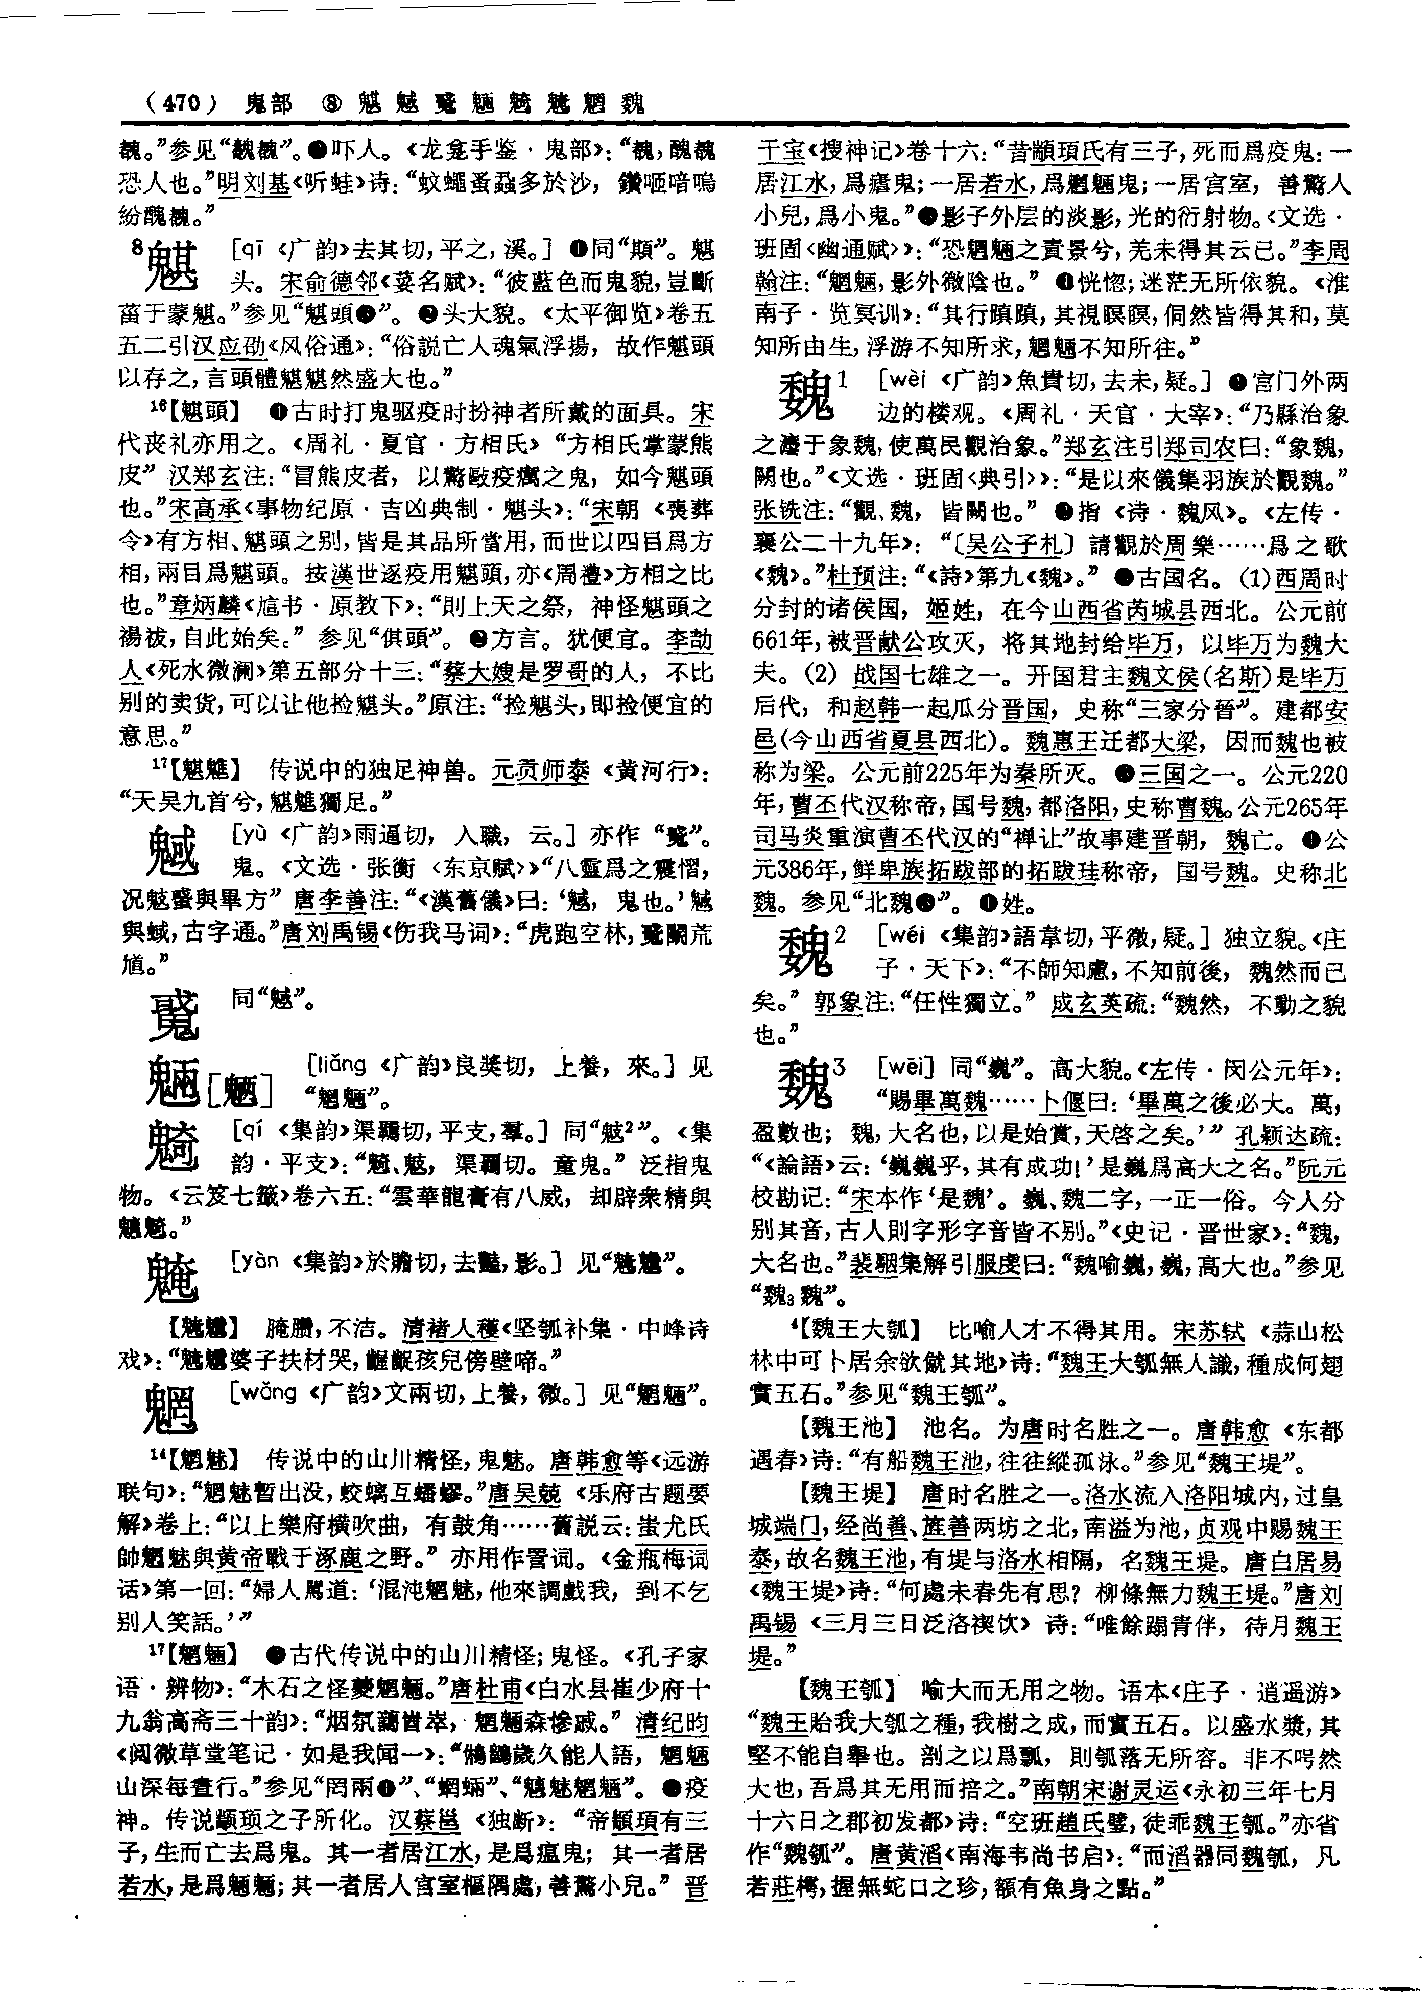 （470） 鬼部 ⑧ 魌 魊 䰥 魎 䰦 䰧 魍 魏
䰫。”参见“䰫”。●吓人。《龙龛手鉴·鬼部》：“醜
恐人也。”明刘基《听蛙》诗：“蚊蠅蚤蝨多於沙，鑽咂喑嗚
紛醜。”
8魌 [qī 《广韵》去其切，平之，溪。] ❶同“䫏”。魌
头。宋俞德邻《荽名赋》：“彼藍色而鬼貌，豈斷
菑于蒙魌。”参见“魌頭●”。❷头大貌。《太平御览》卷五
五二引汉应劭《风俗通》：“俗説亡人魂氣浮揚，故作魌頭
以存之，言頭體魌魌然盛大也。”
16【魌頭】 ❶古时打鬼驱疫时扮神者所戴的面具。宋
代丧礼亦用之。《周礼·夏官·方相氏》“方相氏掌蒙熊
皮”汉郑玄注：“冒熊皮者，以驚敺疫癘之鬼，如今魌頭
也。”宋高承《事物纪原·吉凶典制·魌头》：“宋朝《喪葬
令》有方相、魌頭之别，皆是其品所當用，而世以四目爲方
相，兩目爲魌頭。按漢世逐疫用魌頭，亦《周禮》方相之比
也。”章炳麟《訄书·原教下》：“則上天之祭，神怪魌頭之
禓祓，自此始矣。”参见“倛頭”。❷方言。犹便宜。李劼
人《死水微澜》第五部分十三：“蔡大嫂是罗哥的人，不比
别的卖货，可以让他捡魌头。”原注：“捡魌头，即捡便宜的
意思。”
17【魌𩴪】 传说中的独足神兽。元贡师泰《黄河行》：
“天吴九首兮，魌獨足。”
魊 [yù 《广韵》雨逼切，入職，云。] 亦作“䰥”。
鬼。《文选·张衡〈东京赋〉》“八靈爲之震慴，
况鬾蜮與畢方”唐李善注：“《漢舊儀》曰：‘魊，鬼也。’魊
與蜮，古字通。”唐刘禹锡《伤我马词》：“虎跑空林，鬭荒
馗。”
䰥 同“魊”。
魎[魉] [liǎng 《广韵》良奬切，上養，來。] 见
“魍魎”。
䰦 [qí 《集韵》渠羈切，平支，羣。] 同“鬾2”。《集
韵·平支》：“䰦、鬾，渠羈切。童鬼。”泛指鬼
物。《云笈七籤》卷六五：“雲華龍膏有八威，却辟衆精與
魑。”
䰧 [yàn 《集韵》於贍切，去豔，影。] 见“”。
【】 腌臢，不洁。清褚人穫《坚瓠补集·中峰诗
戏》：“婆子扶材哭，齷齪孩兒傍壁啼。”
魍 [wǎng 《广韵》文兩切，上養，微。] 见“魍魎”。
14【魍魅】 传说中的山川精怪，鬼魅。唐韩愈等《远游
联句》：“魍魅暫出没，蛟螭互蟠蟉。”唐吴兢《乐府古题要
解》卷上：“以上樂府横吹曲，有鼓角……舊説云：蚩尤氏
帥魍魅與黄帝戰于涿鹿之野。”亦用作詈词。《金瓶梅词
话》第一回：“婦人駡道：‘混沌魍魅，他來調戲我，到不乞
别人笑話。’”
17【魍魎】 ❶古代传说中的山川精怪；鬼怪。《孔子家
语·辨物》：“木石之怪夔魍魎。”唐杜甫《白水县崔少府十
九翁高斋三十韵》：“烟氛藹崷崒，魍魎森慘戚。”清纪昀
《阅微草堂笔记·如是我闻一》：“鵂鶹歲久能人語，魍魎
山深每晝行。”参见“罔兩❶”、“蝄蜽”、“魑魅魍魎”。❷疫
神。传说颛顼之子所化。汉蔡邕《独断》：“帝顓頊有三
子，生而亡去爲鬼。其一者居江水，是爲瘟鬼；其一者居
若水，是爲魍魎；其一者居人宫室樞隅處，善驚小兒。”晋
干宝《搜神记》卷十六：“昔顓頊氏有三子，死而爲疫鬼：一
居江水，爲瘧鬼；一居若水，爲魍魎鬼；一居宫室，善驚人
小兒，爲小鬼。”❸影子外层的淡影，光的衍射物。《文选·
班固〈幽通赋〉》：“恐魍魎之責景兮，羌未得其云已。”李周
翰注：“魍魎，影外微陰也。”❹恍惚；迷茫无所依貌。《淮
南子·览冥训》：“其行蹎蹎，其視瞑瞑，侗然皆得其和，莫
知所由生，浮游不知所求，魍魎不知所往。”
魏1 [wèi 《广韵》魚貴切，去未，疑。] ❶宫门外两
边的楼观。《周礼·天官·大宰》：“乃縣治象
之灋于象魏，使萬民觀治象。”郑玄注引郑司农曰：“象魏，
闕也。”《文选·班固〈典引〉》：“是以來儀集羽族於觀魏。”
张铣注：“觀、魏，皆闕也。”❷指《诗·魏风》。《左传·
襄公二十九年》：“〔吴公子札〕請觀於周樂……爲之歌
《魏》。”杜预注：“《詩》第九《魏》。”❸古国名。（1）西周时
分封的诸侯国，姬姓，在今山西省芮城县西北。公元前
661年，被晋献公攻灭，将其地封给毕万，以毕万为魏大
夫。（2）战国七雄之一。开国君主魏文侯（名斯）是毕万
后代，和赵韩一起瓜分晋国，史称“三家分晋”。建都安
邑（今山西省夏县西北）。魏惠王迁都大梁，因而魏也被
称为梁。公元前225年为秦所灭。❹三国之一。公元220
年，曹丕代汉称帝，国号魏，都洛阳，史称曹魏。公元265年
司马炎重演曹丕代汉的“禅让”故事建晋朝，魏亡。❺公
元386年，鲜卑族拓跋部的拓跋珪称帝，国号魏。史称北
魏。参见“北魏●”。❻姓。
魏2 [wéi 《集韵》語韋切，平微，疑。] 独立貌。《庄
子·天下》：“不師知慮，不知前後，魏然而已
矣。”郭象注：“任性獨立。”成玄英疏：“魏然，不動之貌
也。”
魏3 [wēi] 同“巍”。高大貌。《左传·闵公元年》：
“賜畢萬魏……卜偃曰：‘畢萬之後必大。萬，
盈數也；魏，大名也，以是始賞，天啓之矣。’”孔颖达疏：
“《論語》云：‘巍巍乎，其有成功！’是巍爲高大之名。”阮元
校勘记：“宋本作‘是魏’。巍、魏二字，一正一俗。今人分
别其音，古人則字形字音皆不别。”《史记·晋世家》：“魏，
大名也。”裴駰集解引服虔曰：“魏喻巍，巍，高大也。”参见
“魏3魏”。
4【魏王大瓠】 比喻人才不得其用。宋苏轼《蒜山松
林中可卜居余欲僦其地》诗：“魏王大瓠無人識，種成何翅
實五石。”参见“魏王瓠”。
【魏王池】 池名。为唐时名胜之一。唐韩愈《东都
遇春》诗：“有船魏王池，往往縱孤泳。”参见“魏王堤”。
【魏王堤】 唐时名胜之一。洛水流入洛阳城内，过皇
城端门，经尚善、旌善两坊之北，南溢为池，贞观中赐魏王
泰，故名魏王池，有堤与洛水相隔，名魏王堤。唐白居易
《魏王堤》诗：“何處未春先有思？柳條無力魏王堤。”唐刘
禹锡《三月三日泛洛禊饮》诗：“唯餘蹋青伴，待月魏王
堤。”
【魏王瓠】 喻大而无用之物。语本《庄子·逍遥游》
“魏王貽我大瓠之種，我樹之成，而實五石。以盛水漿，其
堅不能自舉也。剖之以爲瓢，則瓠落无所容。非不呺然
大也，吾爲其无用而掊之。”南朝宋谢灵运《永初三年七月
十六日之郡初发都》诗：“空班趙氏璧，徒乖魏王瓠。”亦省
作“魏瓠”。唐黄滔《南海韦尚书启》：“而滔器同魏瓠，凡
若莊樗，握無蛇口之珍，額有魚身之點。”